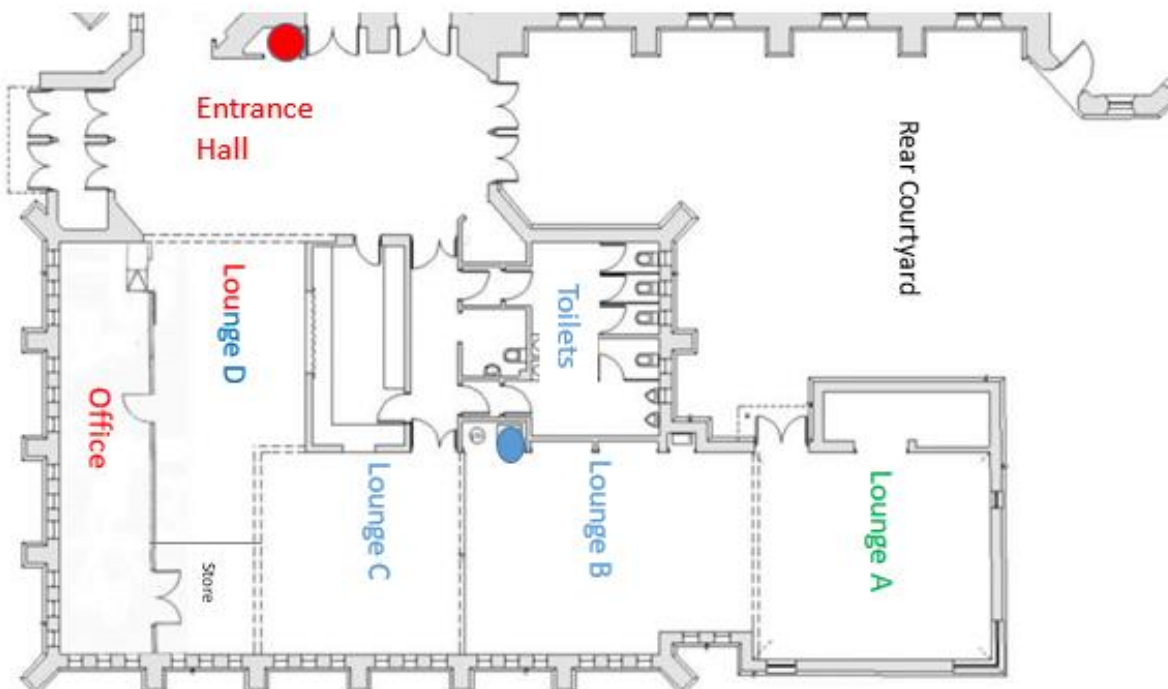 Entrance
Hall
Rear Courtyard
Lounge D
Toilets
Office
Lounge C
Lounge B
Lounge A
Store